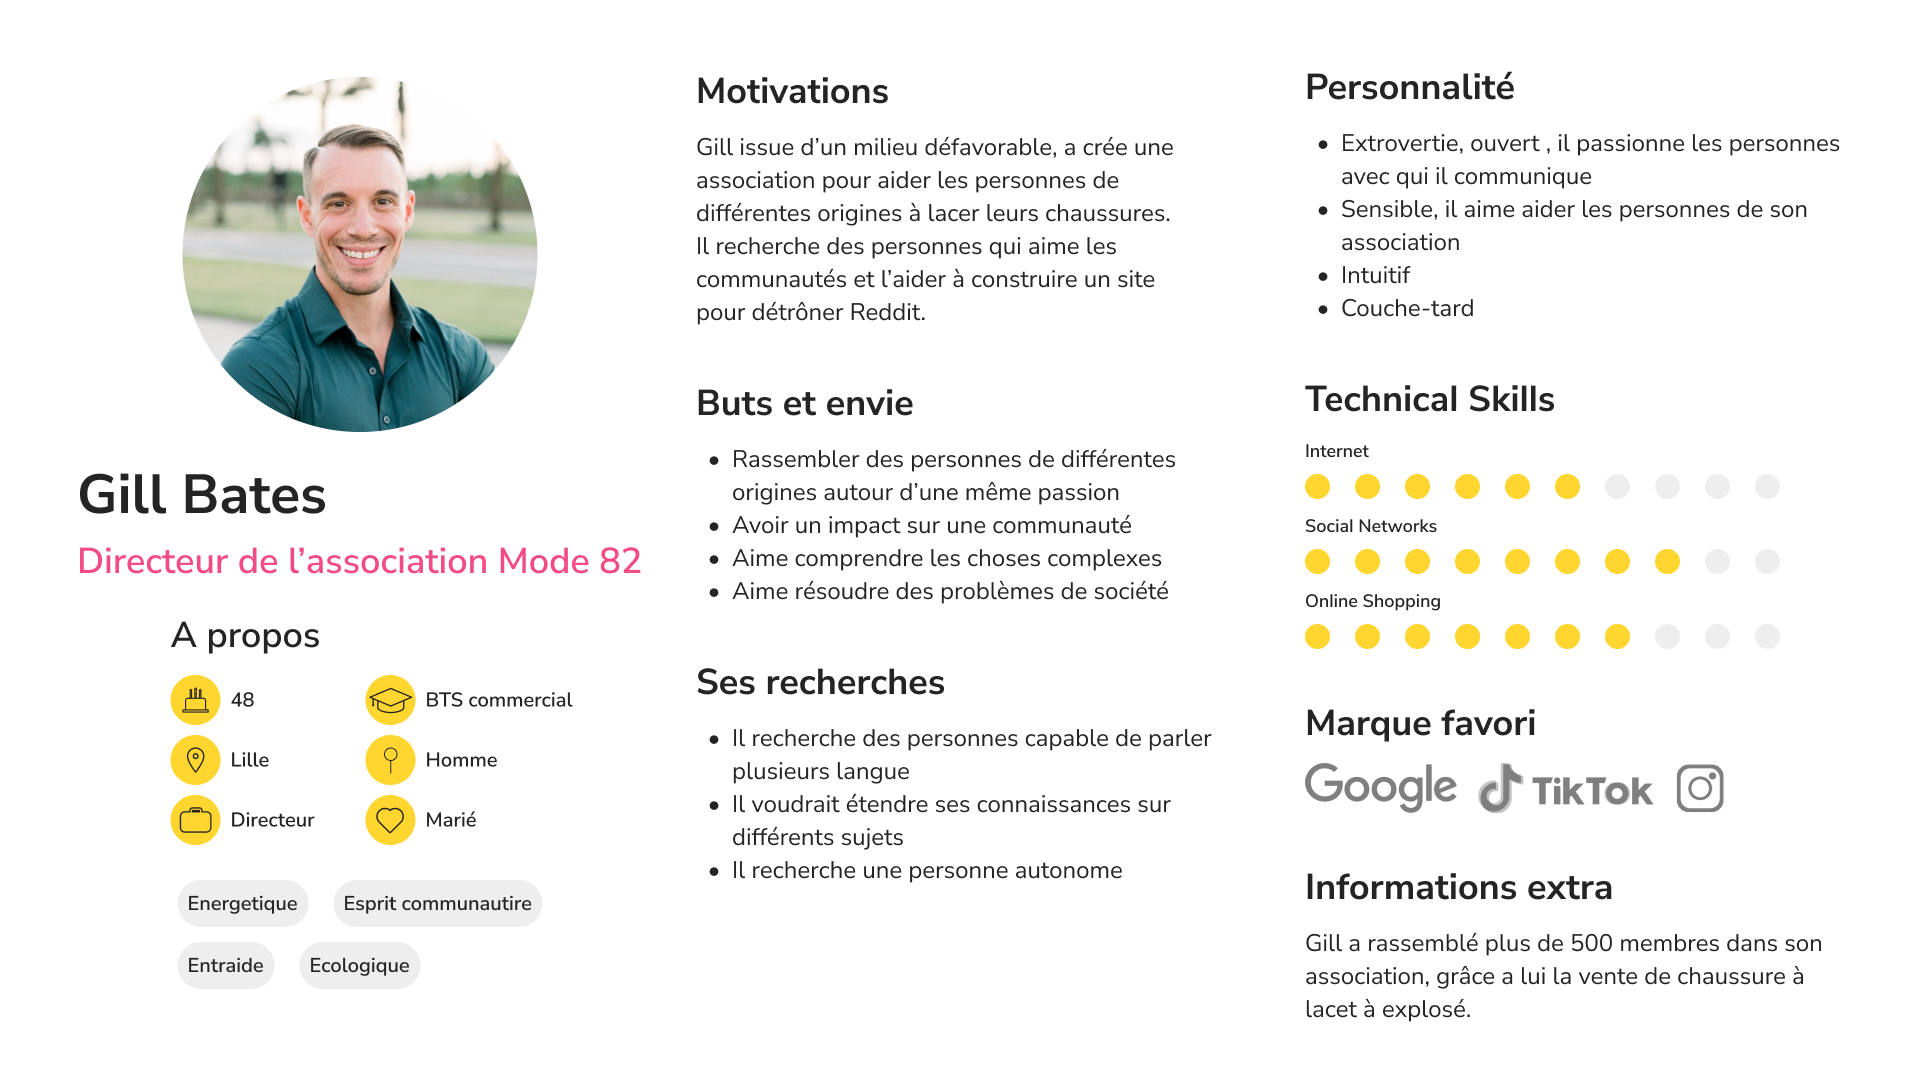 Gill Bates
Directeur de l’association Mode 82
A propos
48
BTS commercial
Lille
Homme
Directeur
Marié
Energetique
Esprit communautire
Entraide
Ecologique
Motivations
Gill issue d’un milieu défavorable, a crée une
association pour aider les personnes de
différentes origines à lacer leurs chaussures.
Il recherche des personnes qui aime les
communautés et l’aider à construire un site
pour détrôner Reddit.
Buts et envie
• Rassembler des personnes de différentes
origines autour d’une même passion
• Avoir un impact sur une communauté
• Aime comprendre les choses complexes
• Aime résoudre des problèmes de société
Ses recherches
• Il recherche des personnes capable de parler
plusieurs langue
• Il voudrait étendre ses connaissances sur
différents sujets
• Il recherche une personne autonome
Personnalité
• Extrovertie, ouvert , il passionne les personnes
avec qui il communique
• Sensible, il aime aider les personnes de son
association
• Intuitif
• Couche-tard
Technical Skills
Internet
Social Networks
Online Shopping
Marque favori
Google TikTok
Informations extra
Gill a rassemblé plus de 500 membres dans son
association, grâce a lui la vente de chaussure à
lacet à explosé.